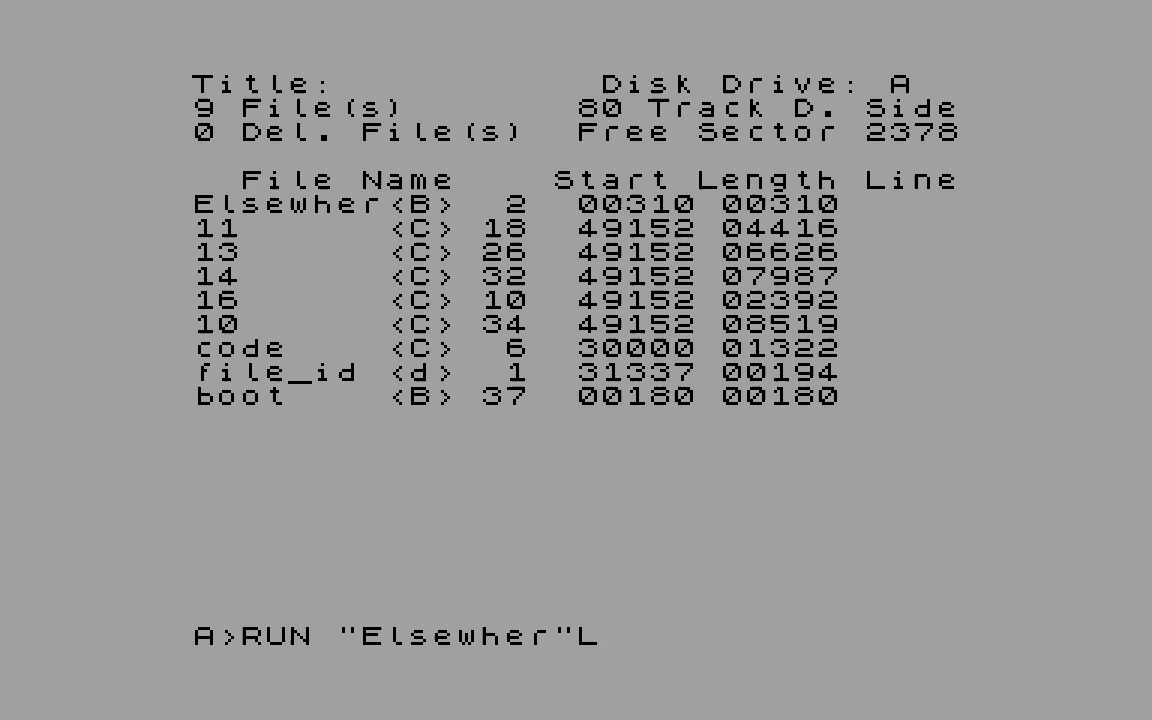 Title: Disk Drive: A
9 File(s) 80 Track D. Side
0 Del. File(s) Free Sector 2378
File Name Start Length Line
Elsewher<B> 2 00310 00310
11 <C> 18 49152 04416
13 <C> 26 49152 06626
14 <C> 32 49152 07987
16 <C> 10 49152 02392
10 <C> 34 49152 08519
code <C> 6 30000 01322
file_id <d> 1 31337 00194
boot <B> 37 00180 00180
A>RUN "Elsewher"L